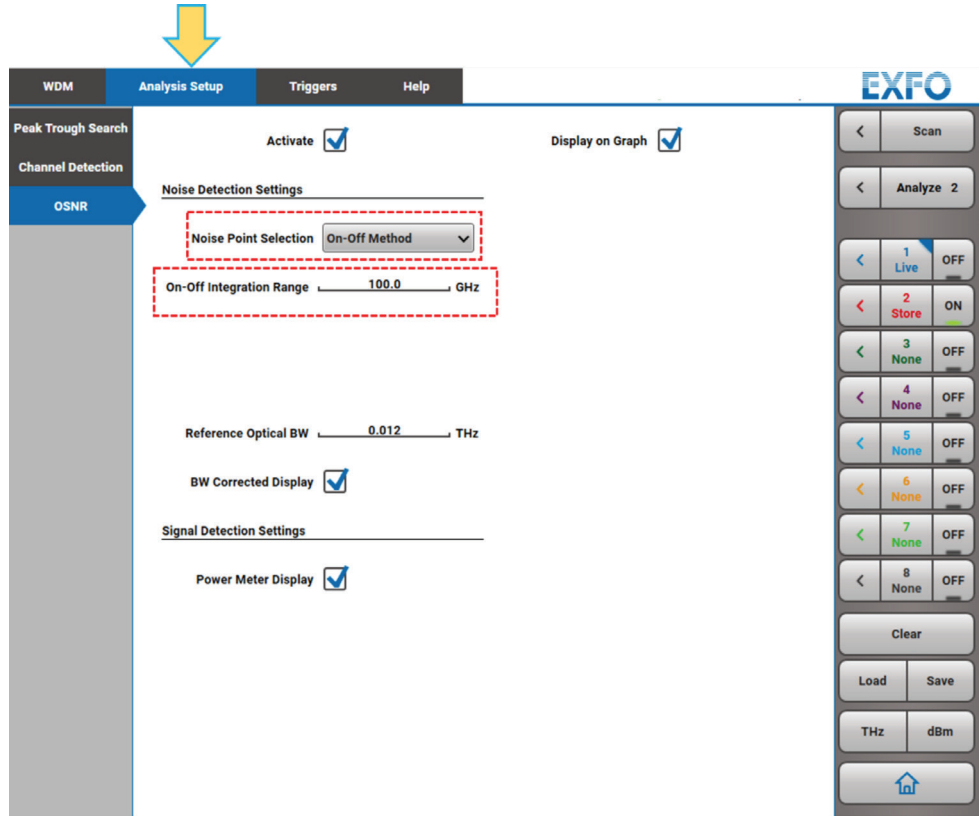 WDM Analysis Setup Triggers Help
EXFO
Peak Trough Search
Channel Detection
OSNR
Activate Display on Graph
Noise Detection Settings
Noise Point Selection On-Off Method
On-Off Integration Range 100.0 GHz
Reference Optical BW 0.012 THz
BW Corrected Display
Signal Detection Settings
Power Meter Display
Scan
Analyze 2
1 Live OFF
2 Store ON
3 None OFF
4 None OFF
5 None OFF
6 None OFF
7 None OFF
8 None OFF
Clear
Load Save
THz dBm